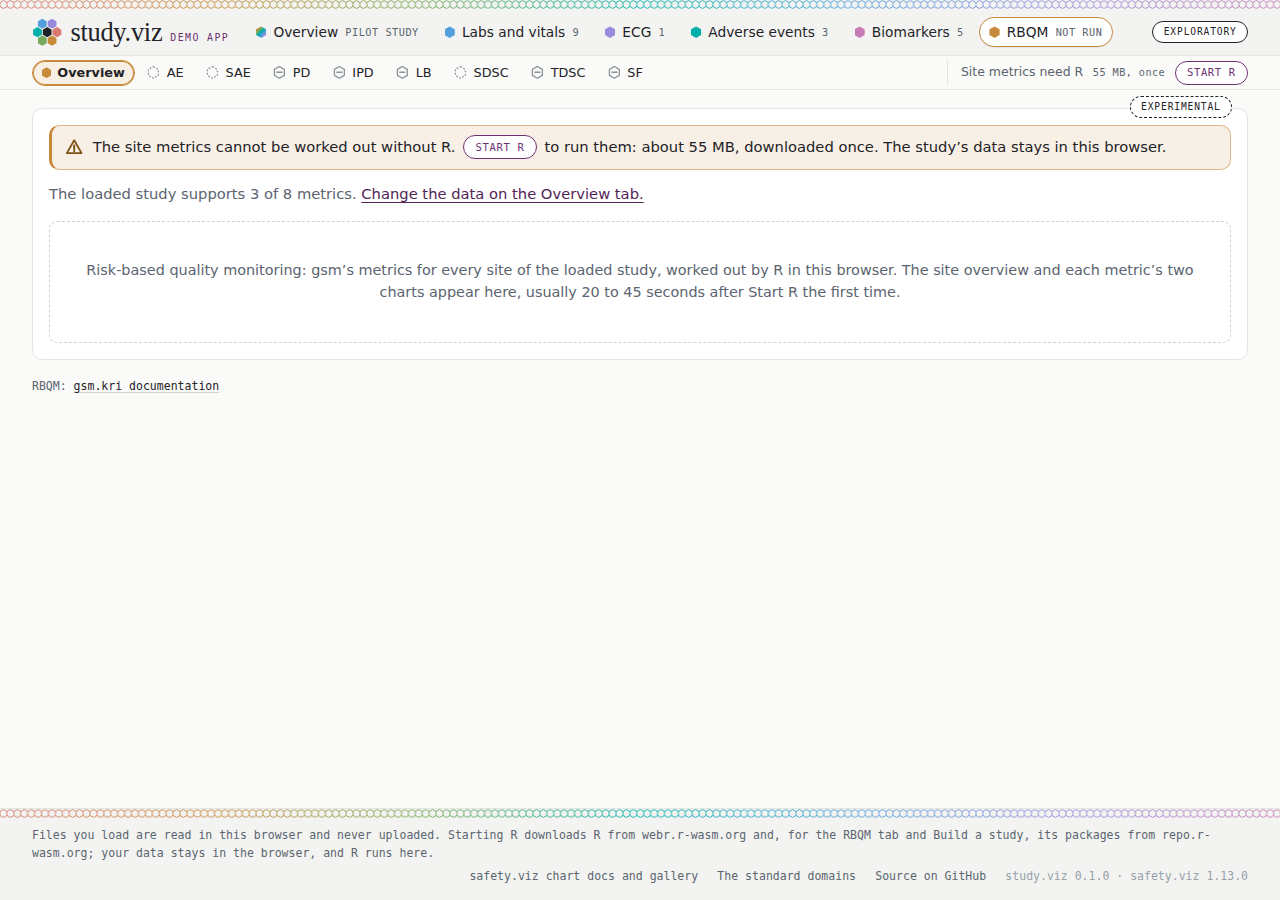 study.viz DEMO APP Overview PILOT STUDY Labs and vitals 9 ECG 1 Adverse events 3 Biomarkers 5 RBQM NOT RUN EXPLORATORY
Overview AE SAE PD IPD LB SDSC TDSC SF Site metrics need R 55 MB, once START R
EXPERIMENTAL
The site metrics cannot be worked out without R. START R to run them: about 55 MB, downloaded once. The study’s data stays in this browser.
The loaded study supports 3 of 8 metrics. Change the data on the Overview tab.
Risk-based quality monitoring: gsm’s metrics for every site of the loaded study, worked out by R in this browser. The site overview and each metric’s two
charts appear here, usually 20 to 45 seconds after Start R the first time.
RBQM: gsm.kri documentation
Files you load are read in this browser and never uploaded. Starting R downloads R from webr.r-wasm.org and, for the RBQM tab and Build a study, its packages from repo.r-
wasm.org; your data stays in the browser, and R runs here.
safety.viz chart docs and gallery The standard domains Source on GitHub study.viz 0.1.0 · safety.viz 1.13.0